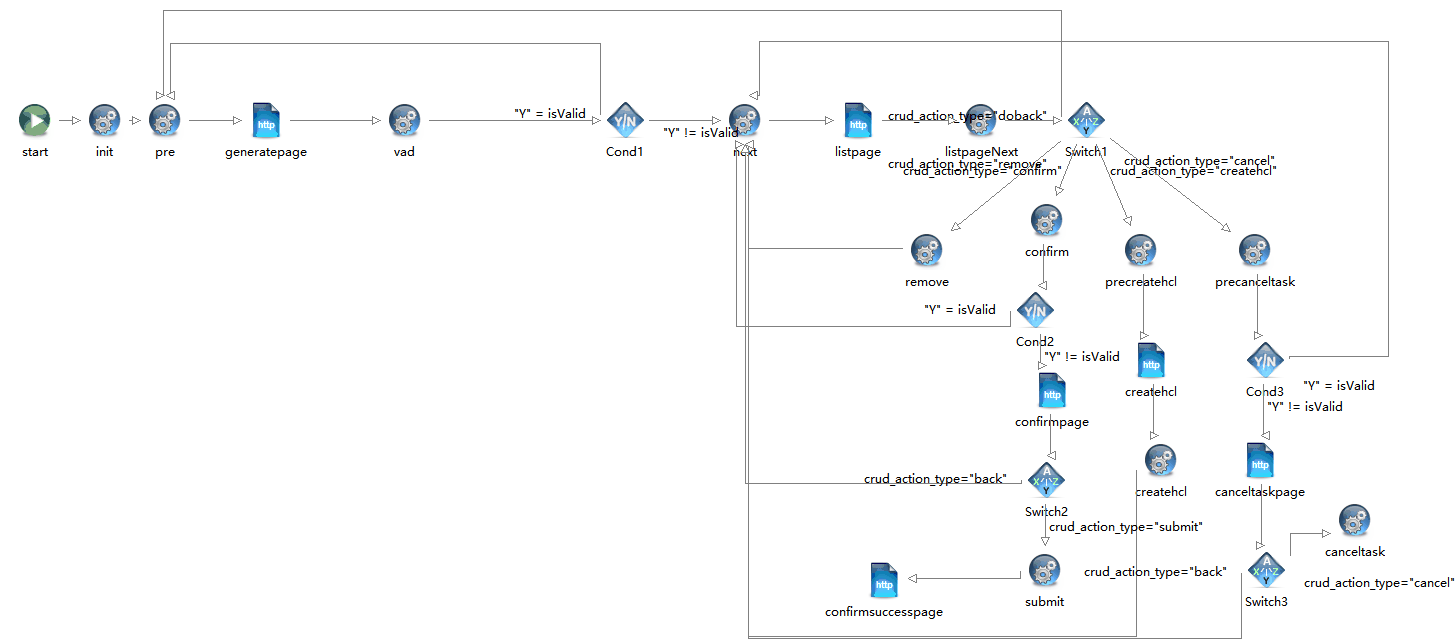 "Y" = isValid
"Y" != isValid
crud_action_type="doback"
start
init
pre
http
generatepage
vad
Y/N
Cond1
next
http
listpage
listpageNext
A
X
Z
Y
Switch1
crud_action_type="remove"
crud_action_type="confirm"
crud_action_type="cancel"
crud_action_type="createhcl"
remove
confirm
precreatehcl
precanceltask
"Y" = isValid
Y/N
Cond2
"Y" != isValid
http
confirmpage
http
createhcl
Y/N
Cond3
"Y" = isValid
"Y" != isValid
crud_action_type="back"
A
X
Z
Y
Switch2
createhcl
http
canceltaskpage
crud_action_type="submit"
canceltask
http
confirmsuccesspage
submit
crud_action_type="back"
A
X
Z
Y
Switch3
crud_action_type="cancel"